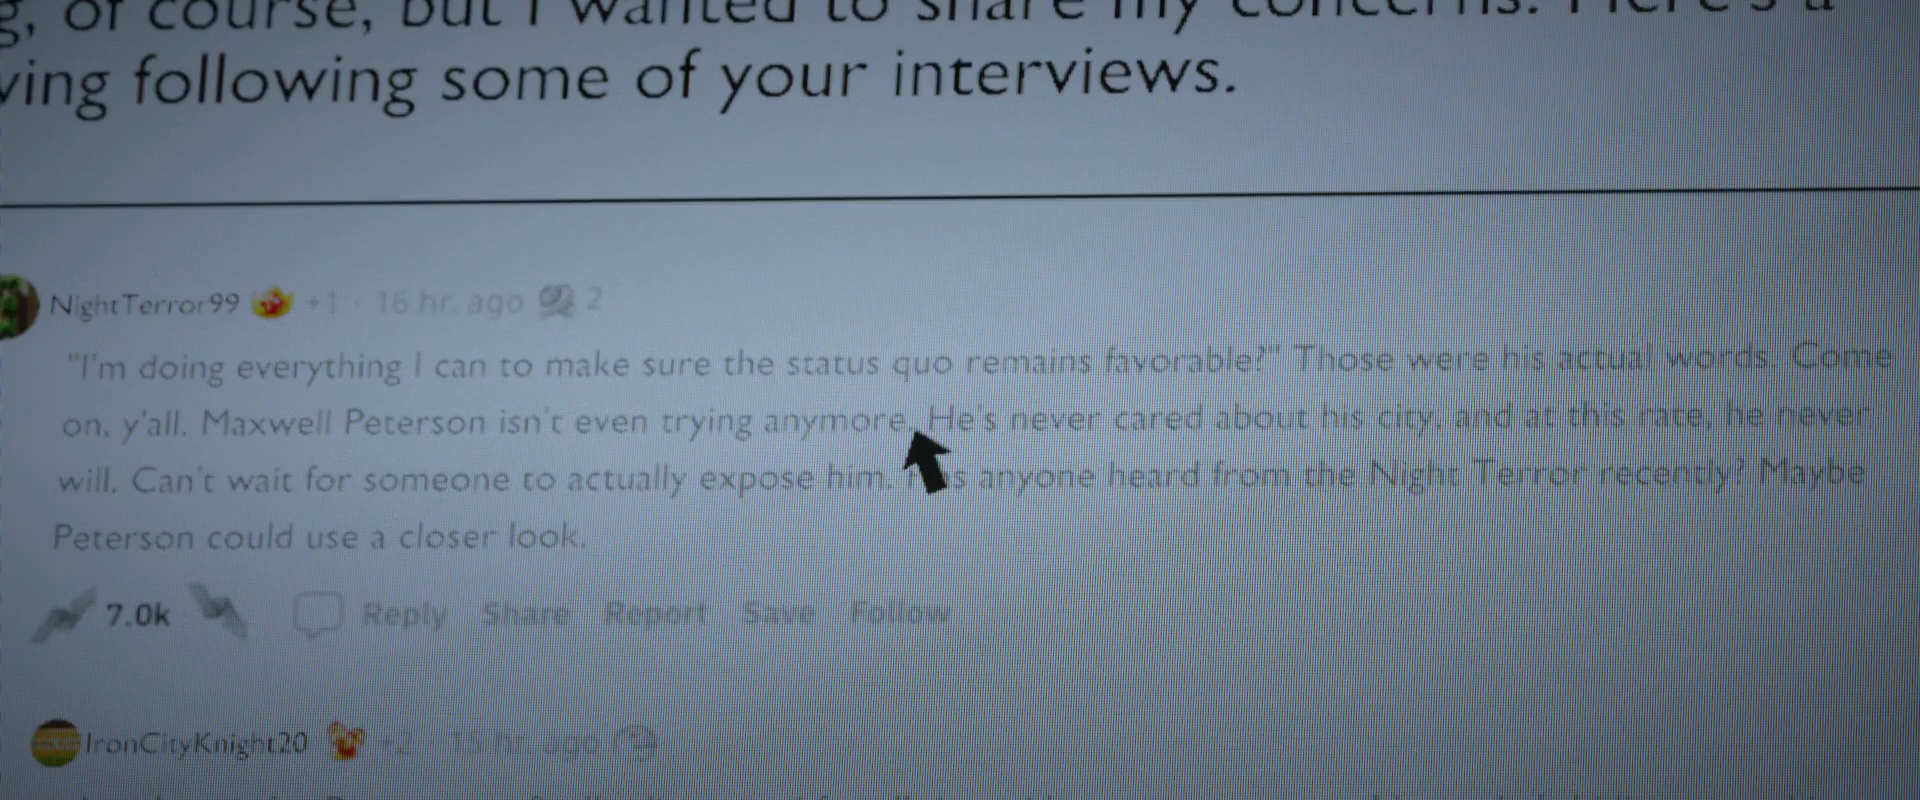 of course, but I wanted to share my concerns. Here's a
ving following some of your interviews.
NightTerror99 +1 · 16 hr. ago 2
"I'm doing everything I can to make sure the status quo remains favorable?" Those were his actual words. Come
on, y'all. Maxwell Peterson isn't even trying anymore. He's never cared about his city, and at this rate, he never
will. Can't wait for someone to actually expose him. Has anyone heard from the Night Terror recently? Maybe
Peterson could use a closer look.
7.0k Reply Share Report Save Follow
IronCityKnight20 +2 · 15 hr. ago